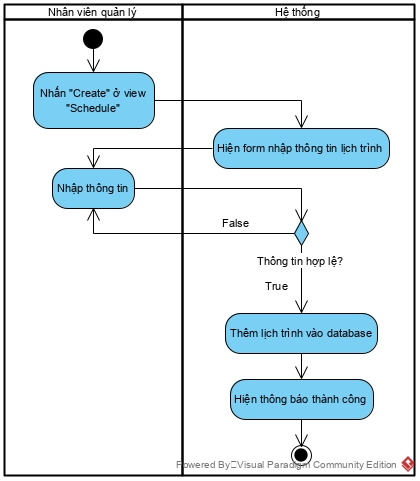 Nhân viên quản lý
Hệ thống
Nhấn "Create" ở view
"Schedule"
Hiện form nhập thông tin lịch trình
Nhập thông tin
False
Thông tin hợp lệ?
True
Thêm lịch trình vào database
Hiện thông báo thành công
Powered By Visual Paradigm Community Edition